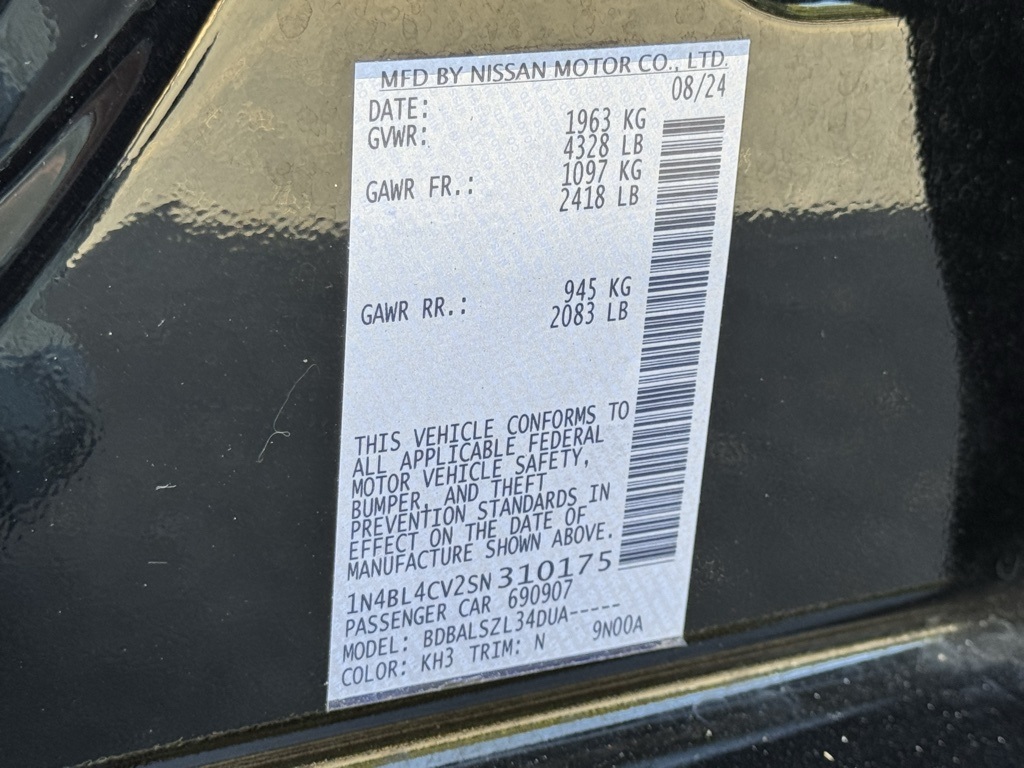 MFD BY NISSAN MOTOR CO., LTD.
DATE: 08/24
GVWR: 1963 KG
4328 LB
GAWR FR.: 1097 KG
2418 LB
GAWR RR.: 945 KG
2083 LB
THIS VEHICLE CONFORMS TO
ALL APPLICABLE FEDERAL
MOTOR VEHICLE SAFETY,
BUMPER, AND THEFT
PREVENTION STANDARDS IN
EFFECT ON THE DATE OF
MANUFACTURE SHOWN ABOVE.
1N4BL4CV2SN310175
PASSENGER CAR 690907
MODEL: BDBALSZL34DUA-----
COLOR: KH3 TRIM: N 9N00A